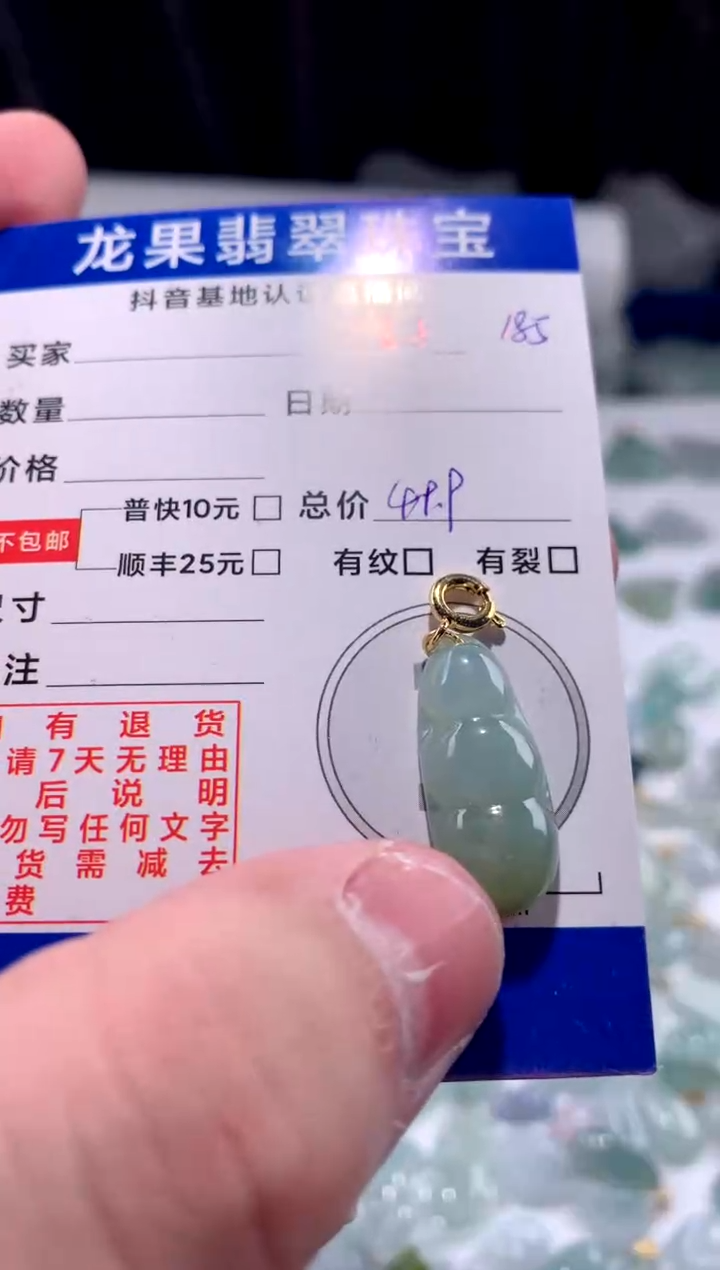 龙果翡翠珠宝
抖音基地认证
185
买家
数量 日期
价格
普快10元 总价
不包邮
顺丰25元 有纹 有裂
尺寸
注
有退货
请7天无理由
后说明
勿写任何文字
货需减去
费